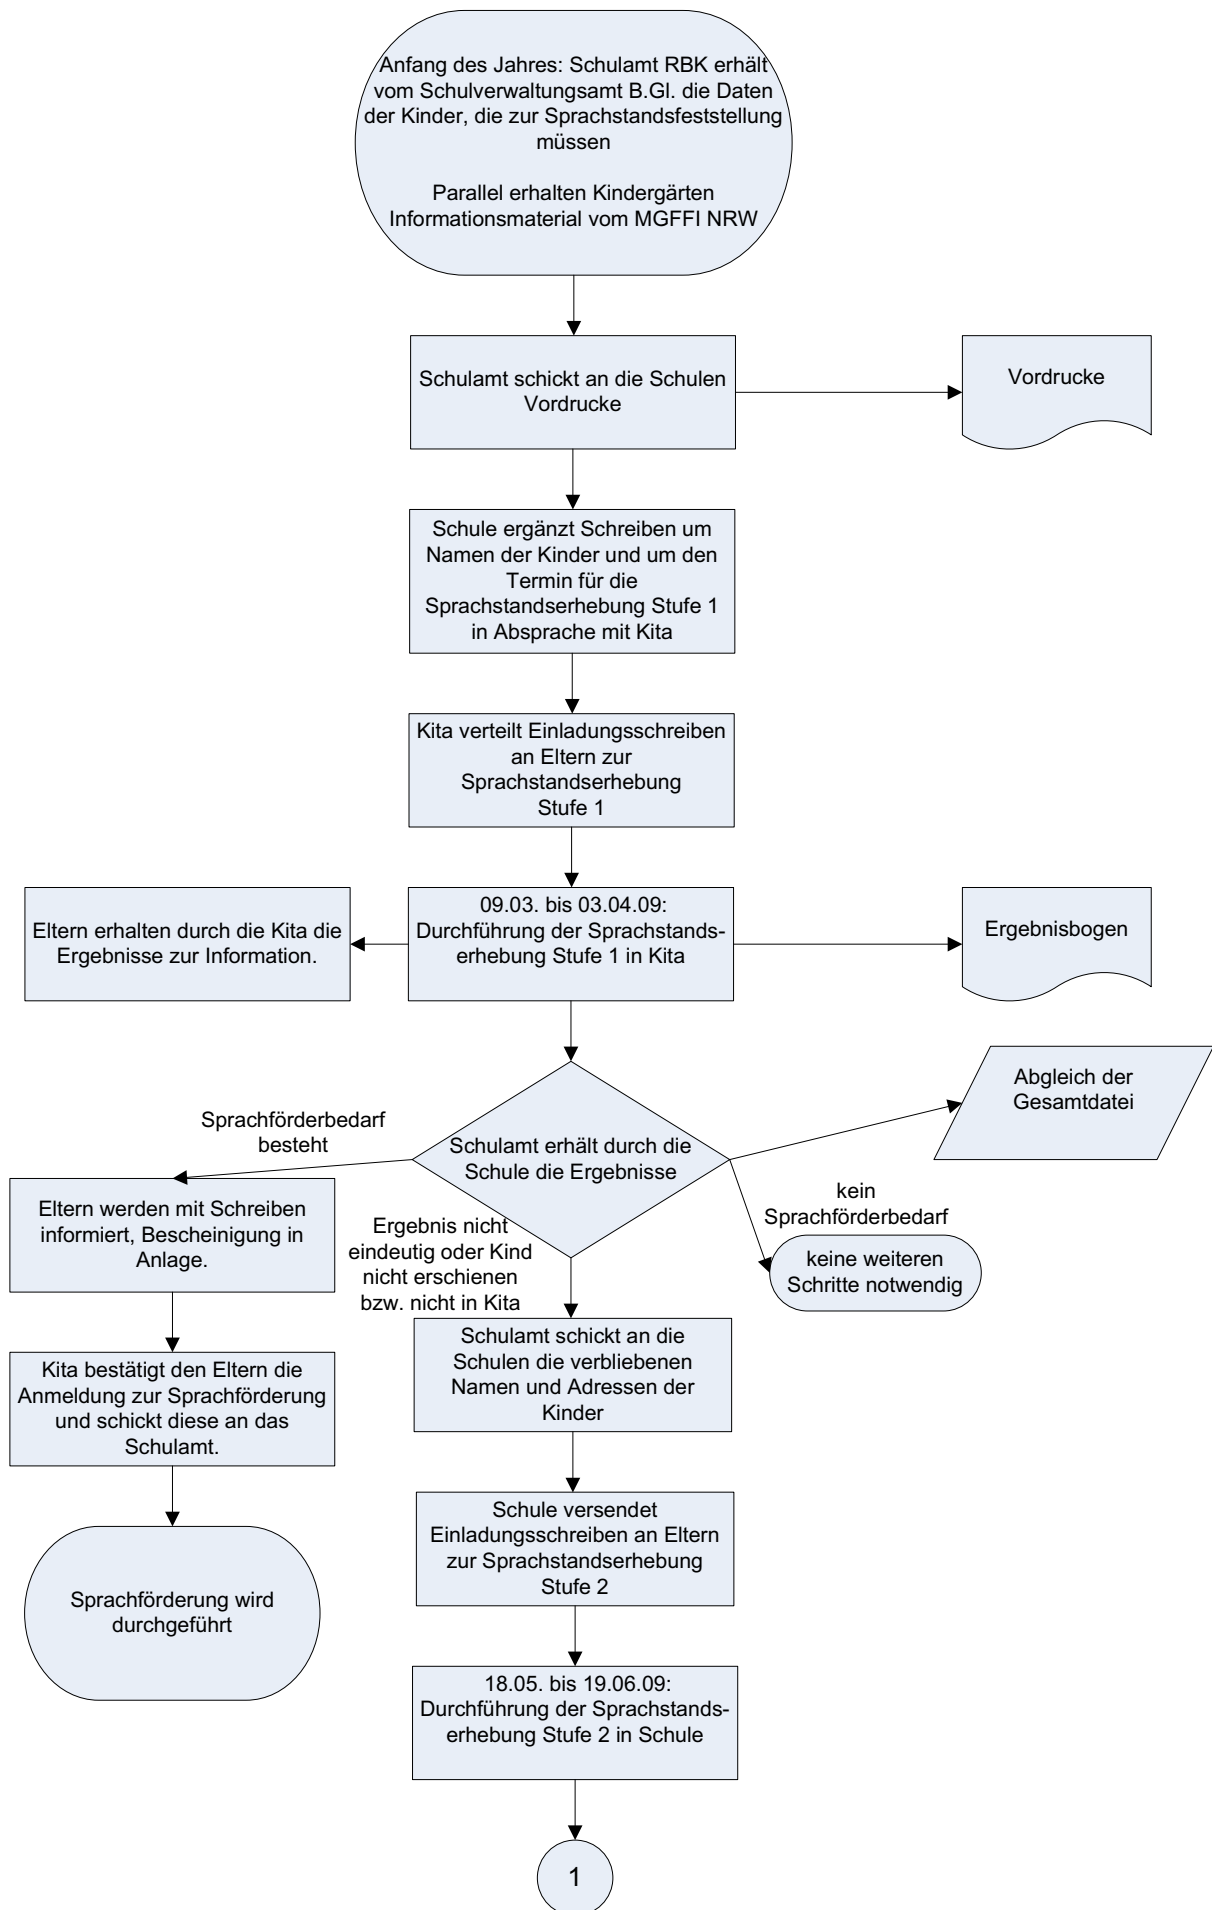 Anfang des Jahres: Schulamt RBK erhält
vom Schulverwaltungsamt B.Gl. die Daten
der Kinder, die zur Sprachstandsfeststellung
müssen
Parallel erhalten Kindergärten
Informationsmaterial vom MGFFI NRW
Schulamt schickt an die Schulen
Vordrucke
Vordrucke
Schule ergänzt Schreiben um
Namen der Kinder und um den
Termin für die
Sprachstandserhebung Stufe 1
in Absprache mit Kita
Kita verteilt Einladungsschreiben
an Eltern zur
Sprachstandserhebung
Stufe 1
Eltern erhalten durch die Kita die
Ergebnisse zur Information.
09.03. bis 03.04.09:
Durchführung der Sprachstands-
erhebung Stufe 1 in Kita
Ergebnisbogen
Abgleich der
Gesamtdatei
Sprachförderbedarf
besteht
Schulamt erhält durch die
Schule die Ergebnisse
kein
Sprachförderbedarf
keine weiteren
Schritte notwendig
Eltern werden mit Schreiben
informiert, Bescheinigung in
Anlage.
Ergebnis nicht
eindeutig oder Kind
nicht erschienen
bzw. nicht in Kita
Schulamt schickt an die
Schulen die verbliebenen
Namen und Adressen der
Kinder
Kita bestätigt den Eltern die
Anmeldung zur Sprachförderung
und schickt diese an das
Schulamt.
Schule versendet
Einladungsschreiben an Eltern
zur Sprachstandserhebung
Stufe 2
Sprachförderung wird
durchgeführt
18.05. bis 19.06.09:
Durchführung der Sprachstands-
erhebung Stufe 2 in Schule
1